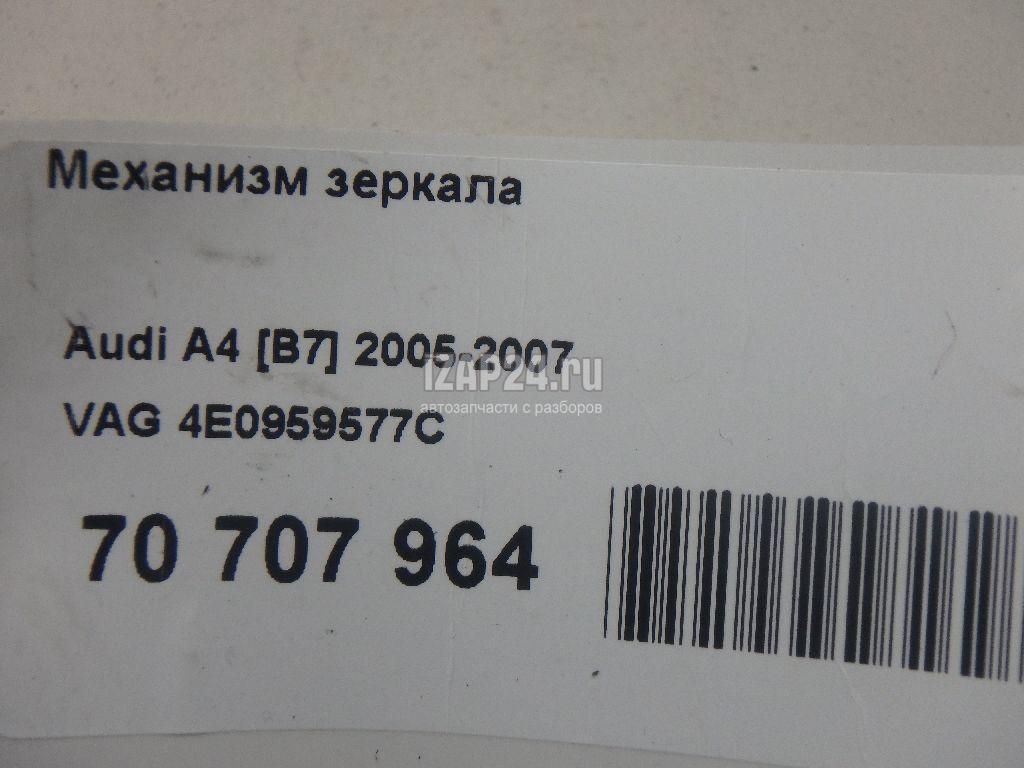 Механизм зеркала
Audi A4 [B7] 2005-2007
1ZAP24.ru
автозапчасти с разборов
VAG 4E0959577C
70 707 964